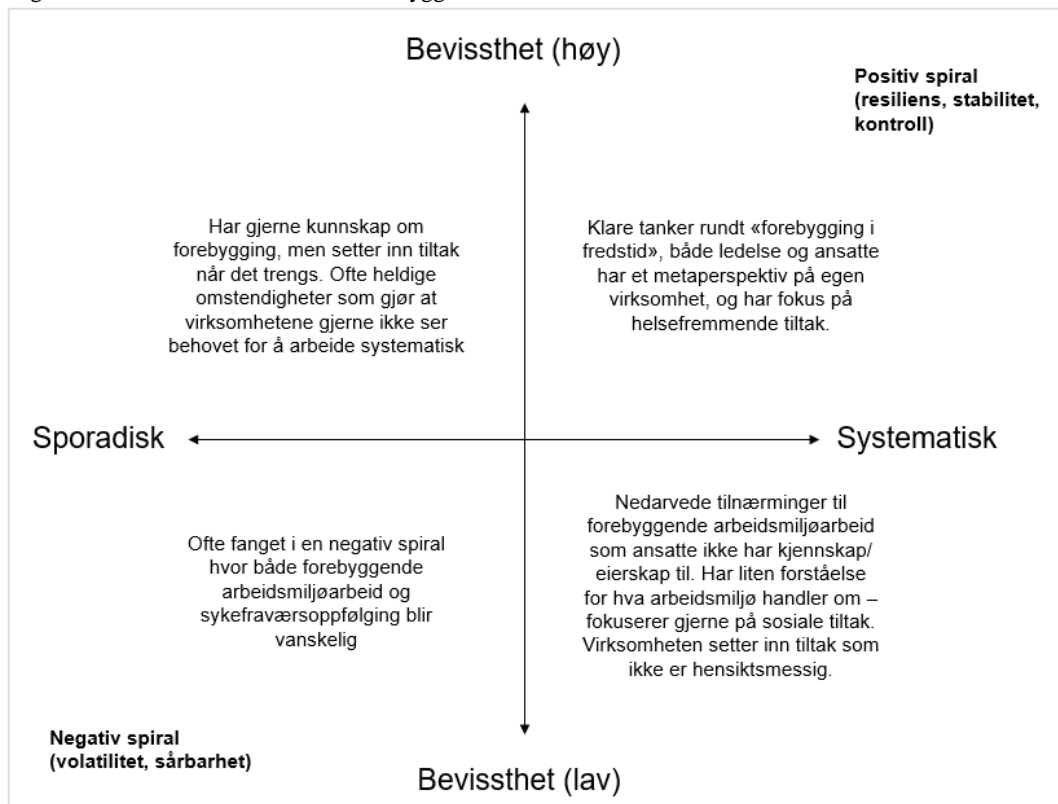 Bevissthet (høy)
Positiv spiral
(resiliens, stabilitet,
kontroll)
Har gjerne kunnskap om
forebygging, men setter inn tiltak
når det trengs. Ofte heldige
omstendigheter som gjør at
virksomhetene gjerne ikke ser
behovet for å arbeide systematisk
Klare tanker rundt «forebygging i
fredstid», både ledelse og ansatte
har et metaperspektiv på egen
virksomhet, og har fokus på
helsefremmende tiltak.
Sporadisk
Systematisk
Ofte fanget i en negativ spiral
hvor både forebyggende
arbeidsmiljøarbeid og
sykefraværsoppfølging blir
vanskelig
Nedarvede tilnærminger til
forebyggende arbeidsmiljøarbeid
som ansatte ikke har kjennskap/
eierskap til. Har liten forståelse
for hva arbeidsmiljø handler om –
fokuserer gjerne på sosiale tiltak.
Virksomheten setter inn tiltak som
ikke er hensiktsmessig.
Negativ spiral
(volatilitet, sårbarhet)
Bevissthet (lav)